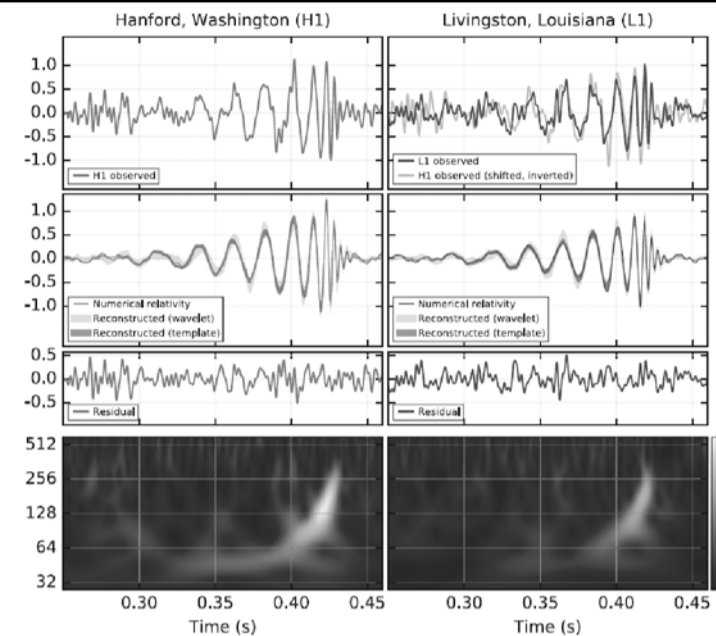 Hanford, Washington (H1)
Livingston, Louisiana (L1)
1.0
0.5
0.0
-0.5
-1.0
H1 observed
L1 observed
H1 observed (shifted, inverted)
1.0
0.5
0.0
-0.5
-1.0
Numerical relativity
Reconstructed (wavelet)
Reconstructed (template)
Numerical relativity
Reconstructed (wavelet)
Reconstructed (template)
0.5
0.0
-0.5
Residual
Residual
512
256
128
64
32
0.30 0.35 0.40 0.45
0.30 0.35 0.40 0.45
Time (s)
Time (s)